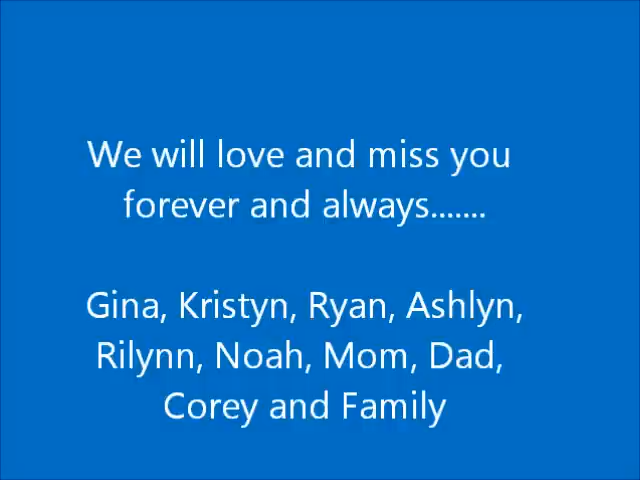 We will love and miss you
forever and always.......
Gina, Kristyn, Ryan, Ashlyn,
Rilynn, Noah, Mom, Dad,
Corey and Family